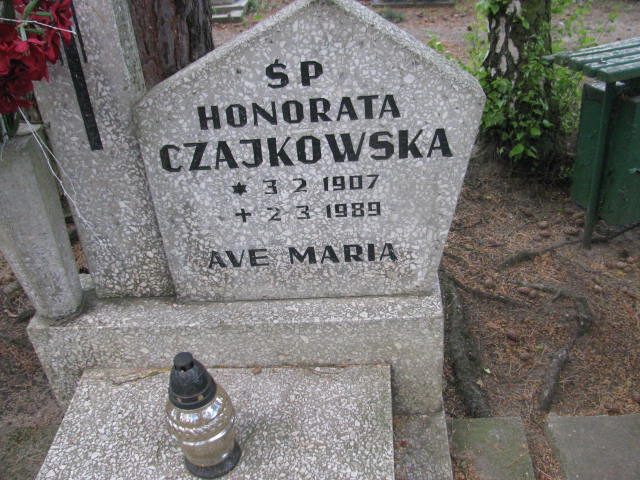 ŚP
HONORATA
CZAJKOWSKA
* 3 2 1907
+ 2 3 1989
AVE MARIA